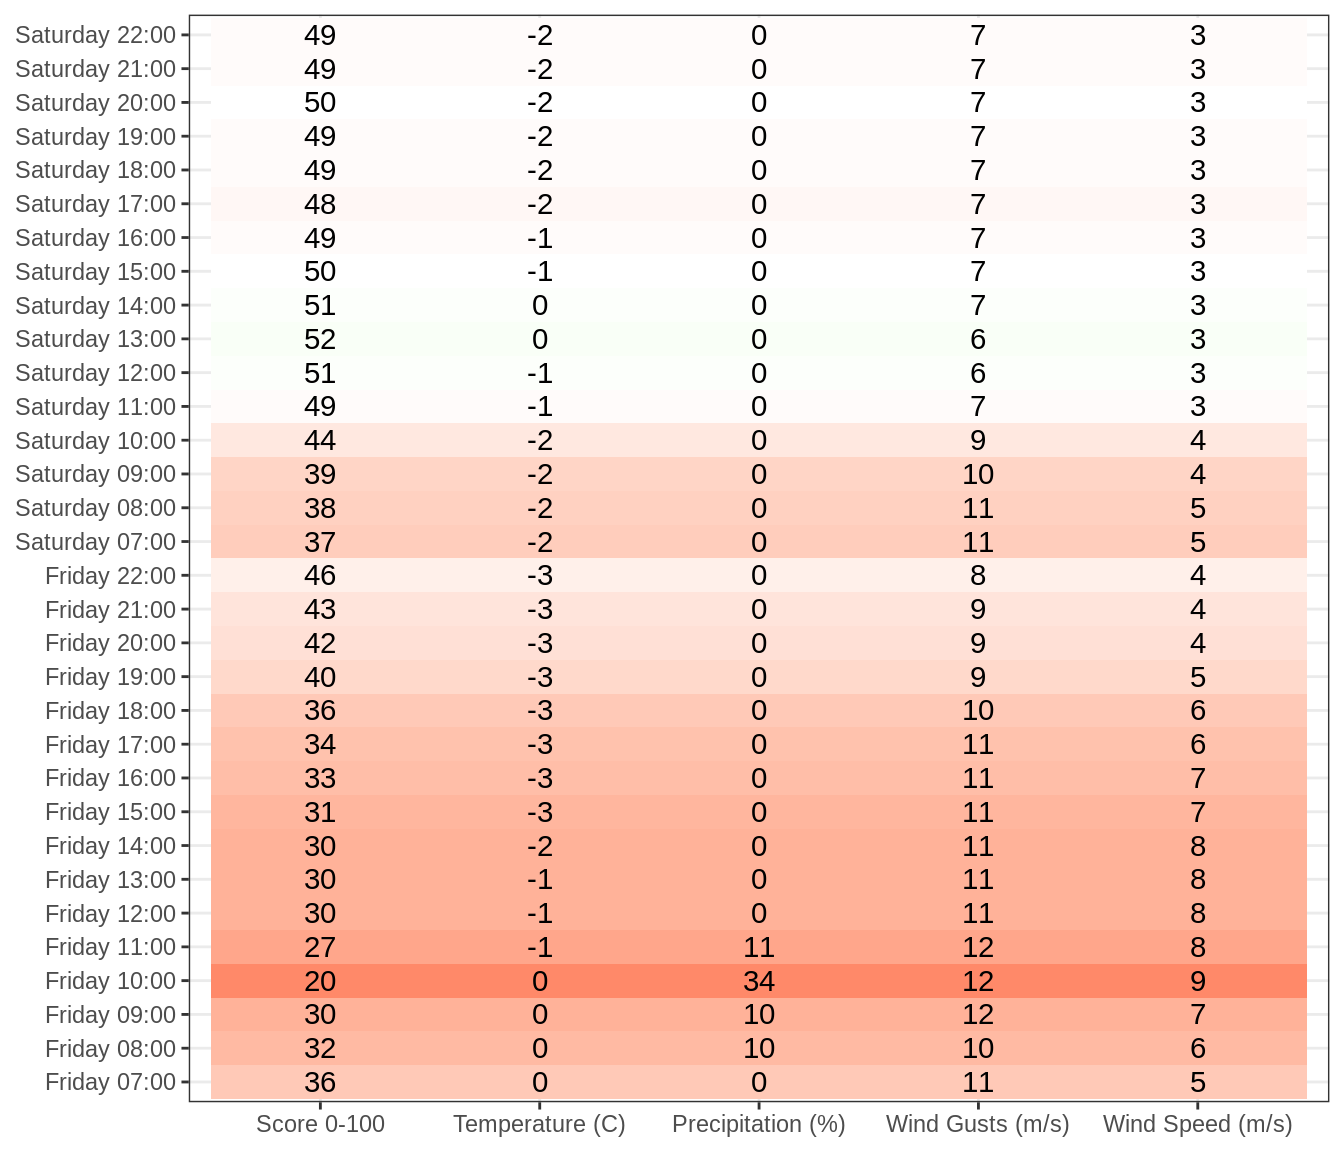 Saturday 22:00 49 -2 0 7 3
Saturday 21:00 49 -2 0 7 3
Saturday 20:00 50 -2 0 7 3
Saturday 19:00 49 -2 0 7 3
Saturday 18:00 49 -2 0 7 3
Saturday 17:00 48 -2 0 7 3
Saturday 16:00 49 -1 0 7 3
Saturday 15:00 50 -1 0 7 3
Saturday 14:00 51 0 0 7 3
Saturday 13:00 52 0 0 6 3
Saturday 12:00 51 -1 0 6 3
Saturday 11:00 49 -1 0 7 3
Saturday 10:00 44 -2 0 9 4
Saturday 09:00 39 -2 0 10 4
Saturday 08:00 38 -2 0 11 5
Saturday 07:00 37 -2 0 11 5
Friday 22:00 46 -3 0 8 4
Friday 21:00 43 -3 0 9 4
Friday 20:00 42 -3 0 9 4
Friday 19:00 40 -3 0 9 5
Friday 18:00 36 -3 0 10 6
Friday 17:00 34 -3 0 11 6
Friday 16:00 33 -3 0 11 7
Friday 15:00 31 -3 0 11 7
Friday 14:00 30 -2 0 11 8
Friday 13:00 30 -1 0 11 8
Friday 12:00 30 -1 0 11 8
Friday 11:00 27 -1 11 12 8
Friday 10:00 20 0 34 12 9
Friday 09:00 30 0 10 12 7
Friday 08:00 32 0 10 10 6
Friday 07:00 36 0 0 11 5
Score 0-100 Temperature (C) Precipitation (%) Wind Gusts (m/s) Wind Speed (m/s)